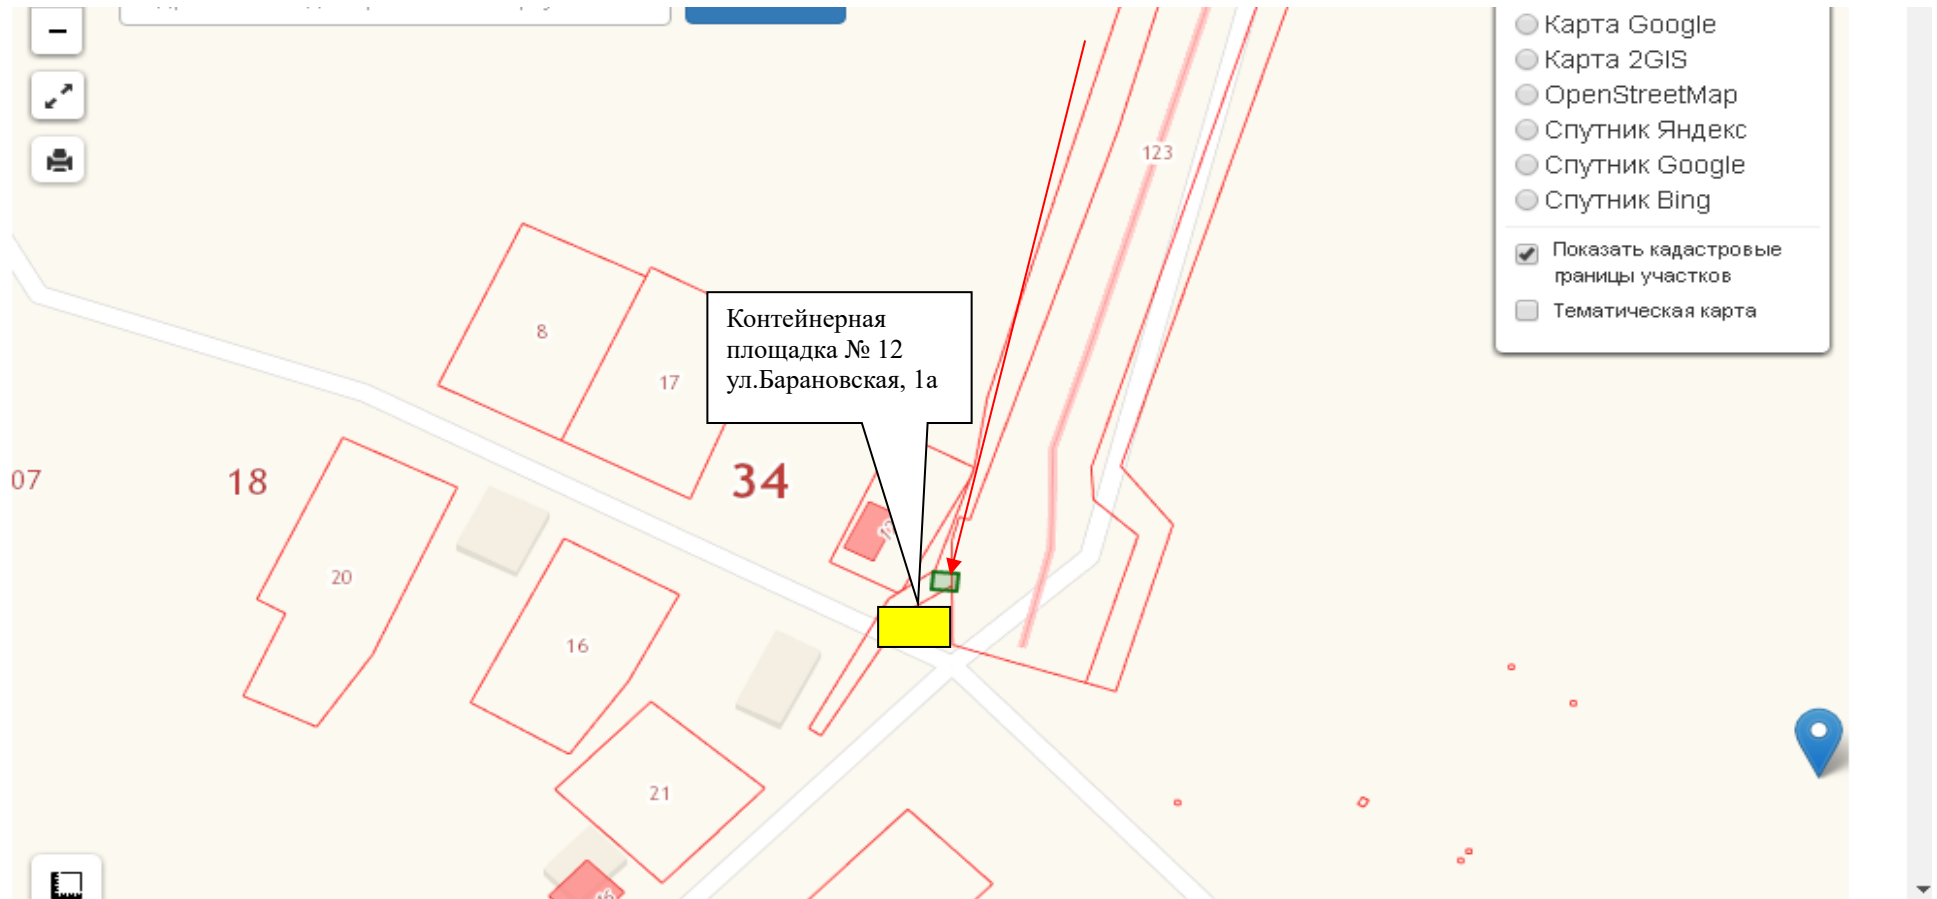 Карта Google
Карта 2GIS
OpenStreetMap
Спутник Яндекс
Спутник Google
Спутник Bing
Показать кадастровые
границы участков
Тематическая карта
123
8
17
Контейнерная
площадка № 12
ул.Барановская, 1а
07
18
34
20
16
21